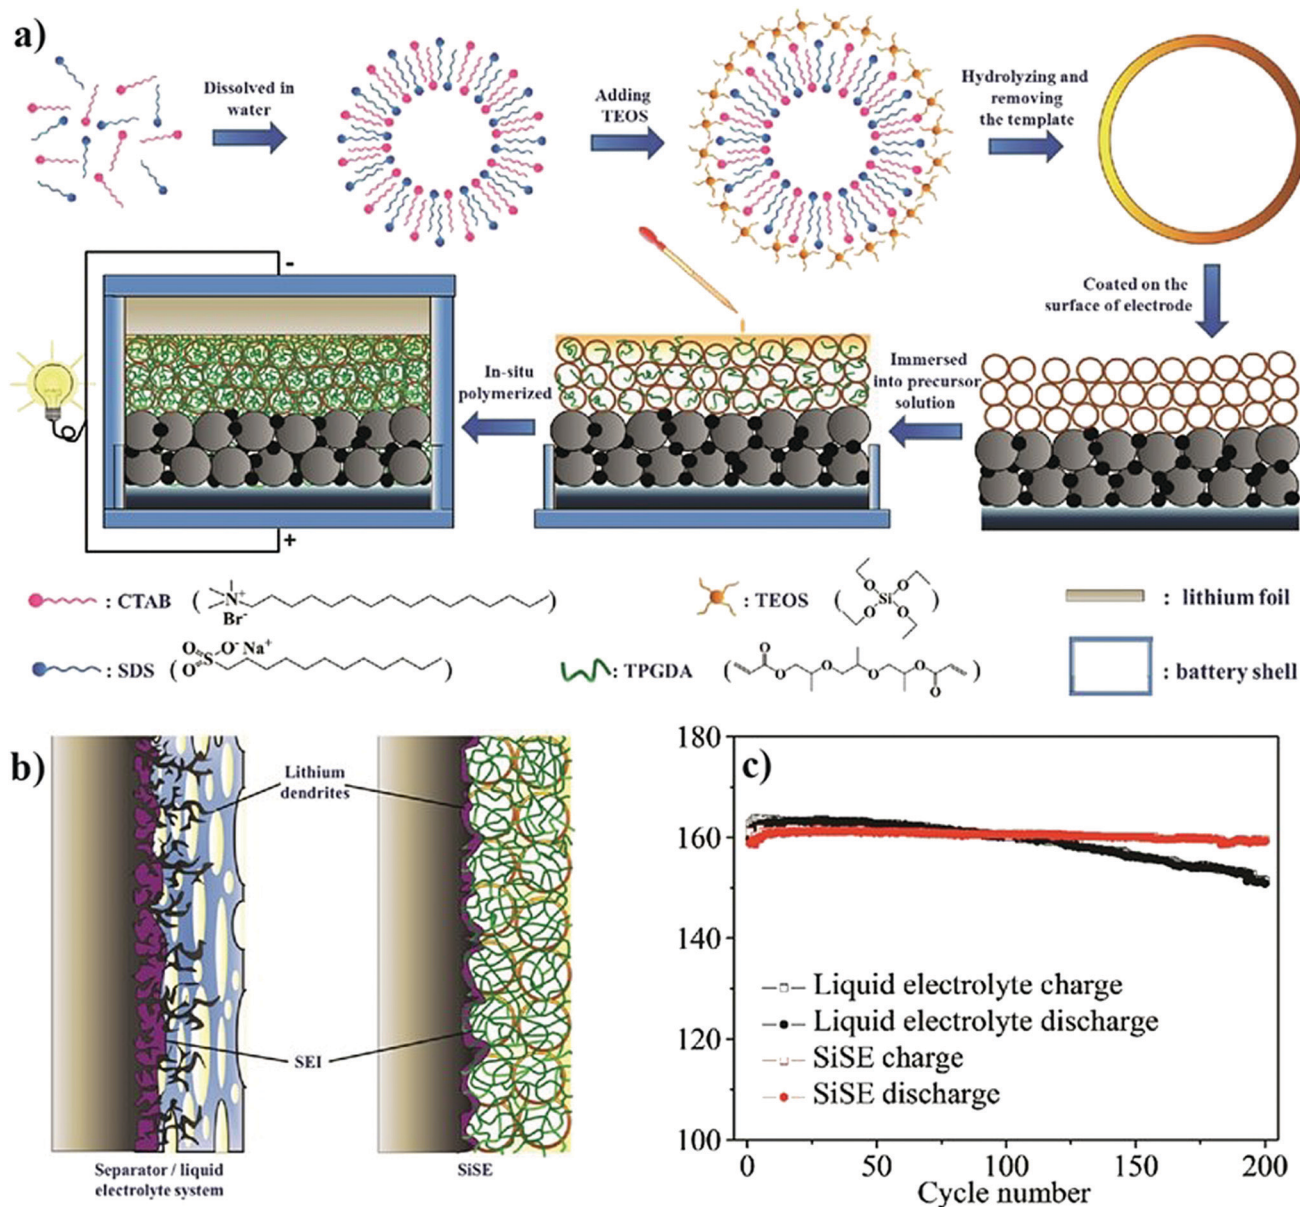 a)
Dissolved in
water
Adding
TEOS
Hydrolyzing and
removing
the template
Coated on the
surface of electrode
Immersed
into precursor
solution
In-situ
polymerized
-
+
: CTAB
N+
Br-
: TEOS
O O
Si
O O
: lithium foil
: SDS
O O- Na+
S
O
: TPGDA
O
O O O O
O
: battery shell
b)
Lithium
dendrites
SEI
Separator / liquid
electrolyte system
SiSE
c)
180
160
140
120
100
Liquid electrolyte charge
Liquid electrolyte discharge
SiSE charge
SiSE discharge
0 50 100 150 200
Cycle number